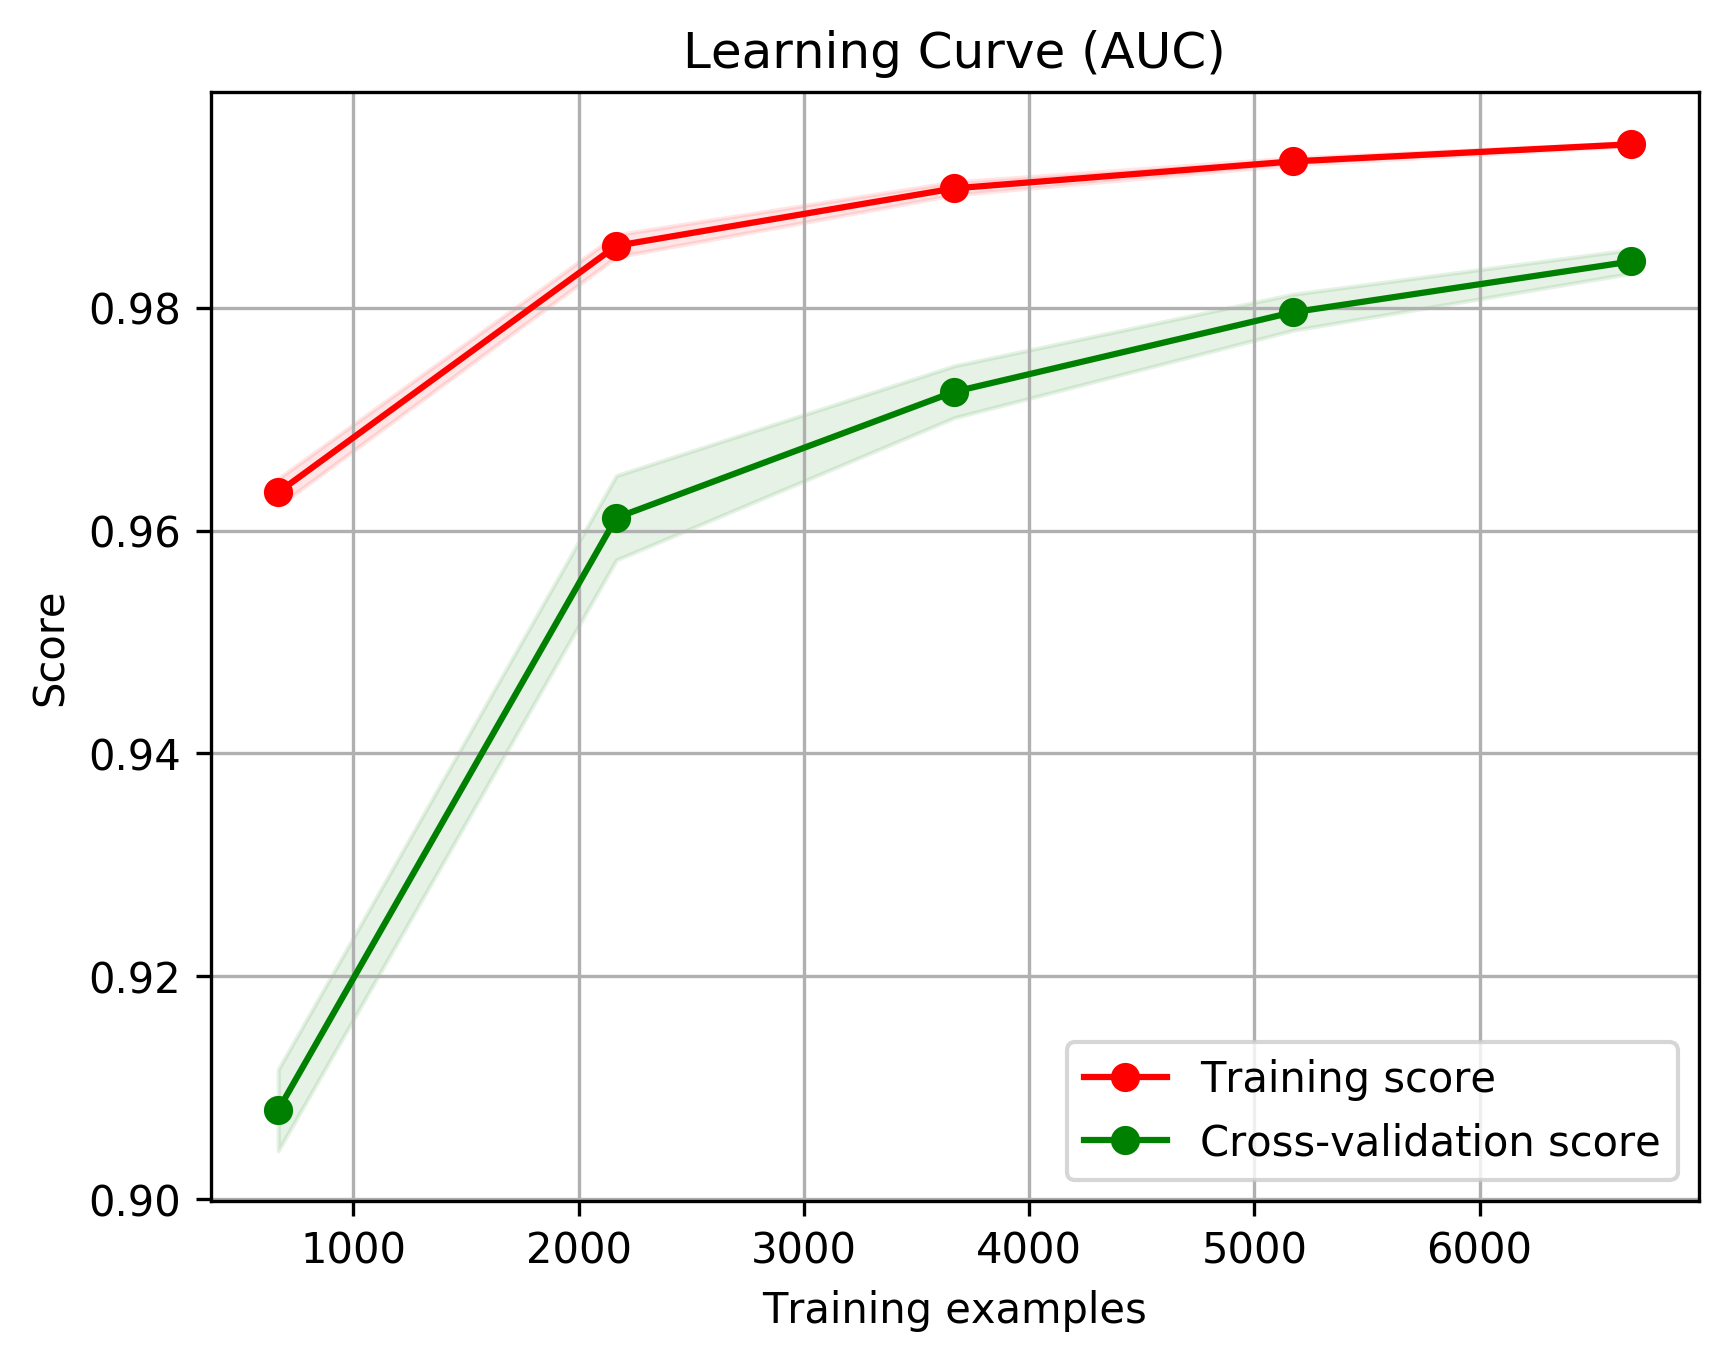 Learning Curve (AUC)
0.98
0.96
0.94
0.92
0.90
Score
Training score
Cross-validation score
1000 2000 3000 4000 5000 6000
Training examples